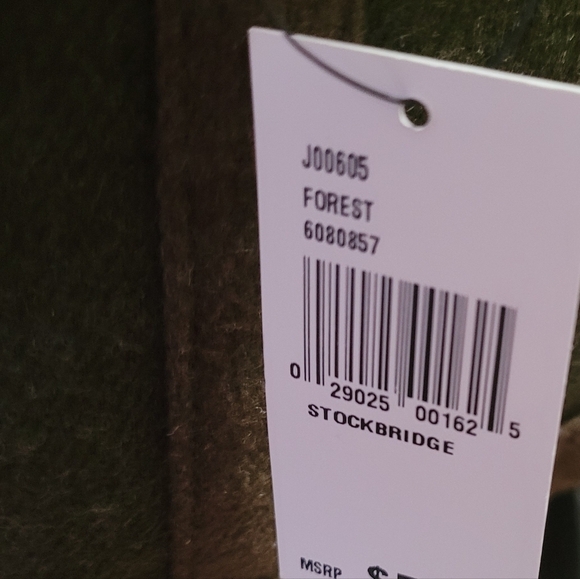 J00605
FOREST
6080857
0 29025 00162 5
STOCKBRIDGE
MSRP $